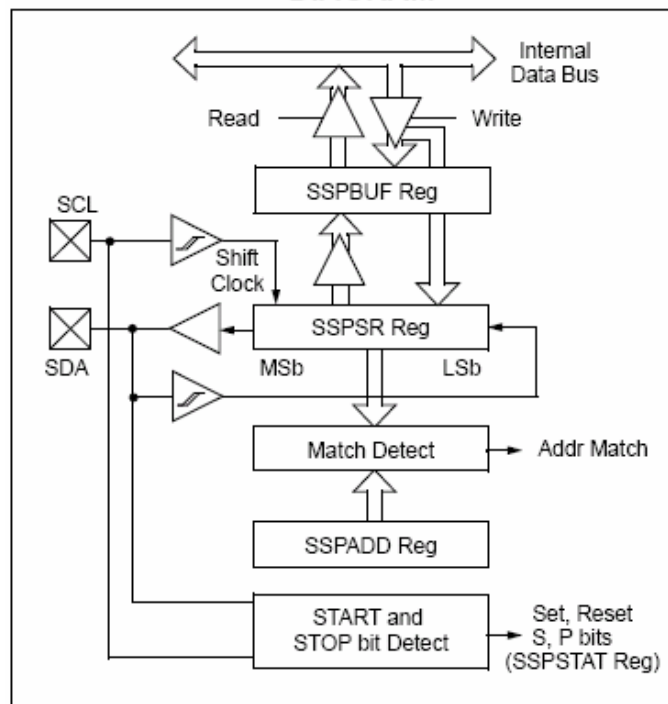 Internal
Data Bus
Read
Write
SSPBUF Reg
SCL
Shift
Clock
SSPSR Reg
SDA
MSb
LSb
Match Detect
Addr Match
SSPADD Reg
START and
STOP bit Detect
Set, Reset
S, P bits
(SSPSTAT Reg)